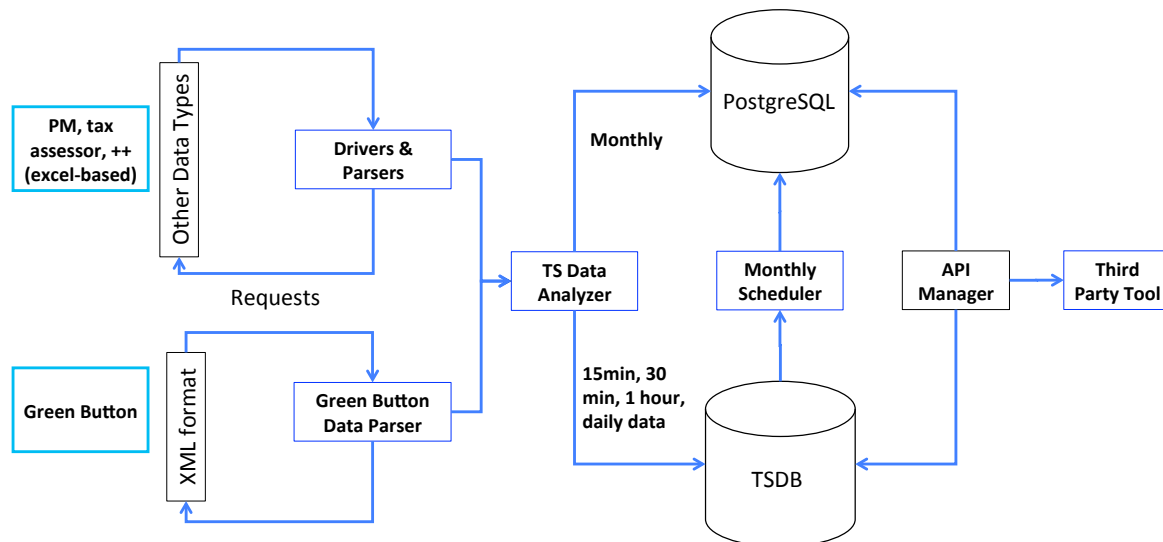 PM, tax
assessor, ++
(excel-based)
Other Data Types
Drivers &
Parsers
Requests
Green Button
XML format
Green Button
Data Parser
TS Data
Analyzer
Monthly
15min, 30
min, 1 hour,
daily data
PostgreSQL
Monthly
Scheduler
TSDB
API
Manager
Third
Party Tool